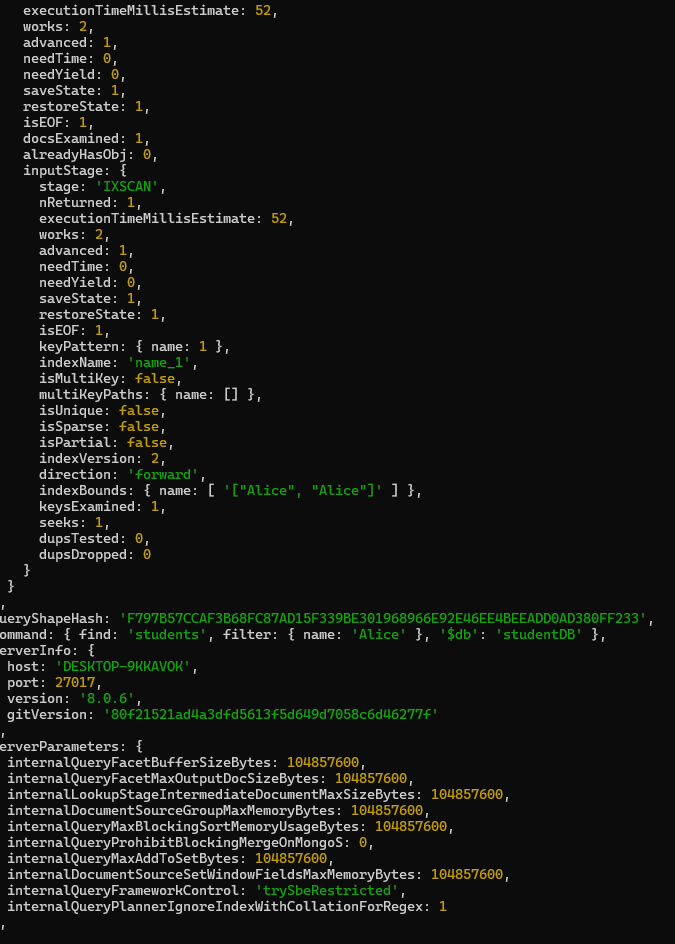 executionTimeMillisEstimate: 52,
works: 2,
advanced: 1,
needTime: 0,
needYield: 0,
saveState: 1,
restoreState: 1,
isEOF: 1,
docsExamined: 1,
alreadyHasObj: 0,
inputStage: {
stage: 'IXSCAN',
nReturned: 1,
executionTimeMillisEstimate: 52,
works: 2,
advanced: 1,
needTime: 0,
needYield: 0,
saveState: 1,
restoreState: 1,
isEOF: 1,
keyPattern: { name: 1 },
indexName: 'name_1',
isMultiKey: false,
multiKeyPaths: { name: [] },
isUnique: false,
isSparse: false,
isPartial: false,
indexVersion: 2,
direction: 'forward',
indexBounds: { name: [ '["Alice", "Alice"]' ] },
keysExamined: 1,
seeks: 1,
dupsTested: 0,
dupsDropped: 0
}
}
,
ueryShapeHash: 'F797B57CCAF3B68FC87AD15F339BE301968966E92E46EE4BEEADD0AD380FF233',
ommand: { find: 'students', filter: { name: 'Alice' }, '$db': 'studentDB' },
erverInfo: {
host: 'DESKTOP-9KKAVOK',
port: 27017,
version: '8.0.6',
gitVersion: '80f21521ad4a3dfd5613f5d649d7058c6d46277f'
,
erverParameters: {
internalQueryFacetBufferSizeBytes: 104857600,
internalQueryFacetMaxOutputDocSizeBytes: 104857600,
internalLookupStageIntermediateDocumentMaxSizeBytes: 104857600,
internalDocumentSourceGroupMaxMemoryBytes: 104857600,
internalQueryMaxBlockingSortMemoryUsageBytes: 104857600,
internalQueryProhibitBlockingMergeOnMongoS: 0,
internalQueryMaxAddToSetBytes: 104857600,
internalDocumentSourceSetWindowFieldsMaxMemoryBytes: 104857600,
internalQueryFrameworkControl: 'trySbeRestricted',
internalQueryPlannerIgnoreIndexWithCollationForRegex: 1
,